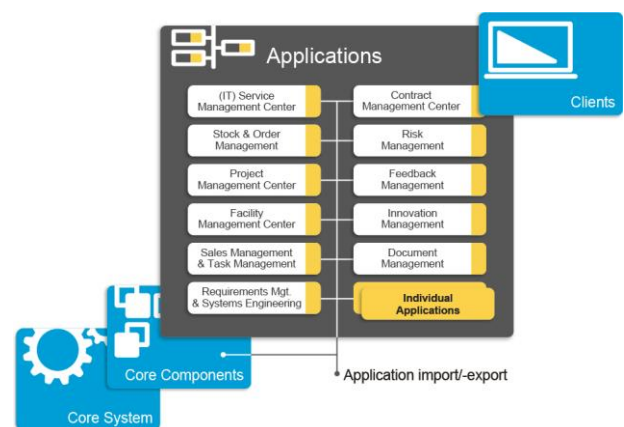 Applications
Clients
(IT) Service
Management Center
Contract
Management Center
Stock & Order
Management
Risk
Management
Project
Management Center
Feedback
Management
Facility
Management Center
Innovation
Management
Sales Management
& Task Management
Document
Management
Requirements Mgt.
& Systems Engineering
Individual
Applications
Core Components
Application import/-export
Core System